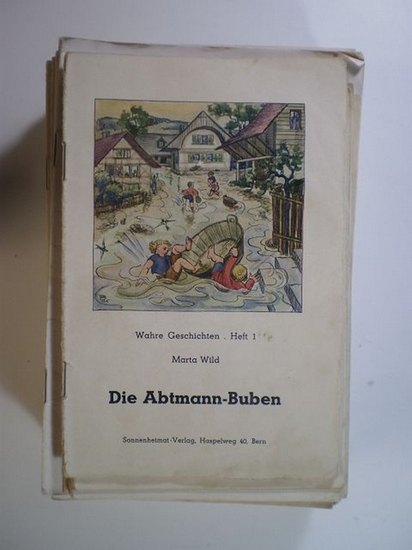 Wahre Geschichten . Heft 1
Marta Wild
Die Abtmann-Buben
Sonnenheimat-Verlag, Haspelweg 40, Bern